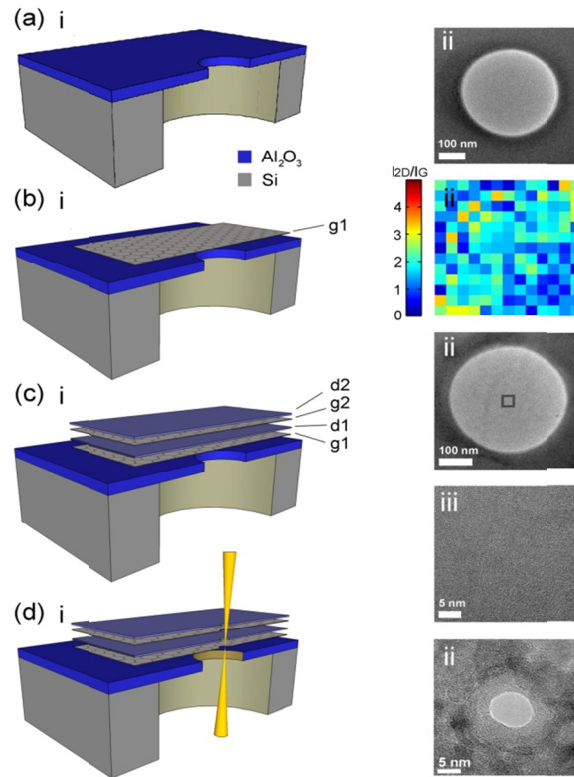 (a) i
ii
100 nm
Al₂O₃
Si
(b) i
g1
I2D/IG
4
3
2
1
0
ii
(c) i
d2
g2
d1
g1
ii
100 nm
iii
5 nm
(d) i
ii
5 nm